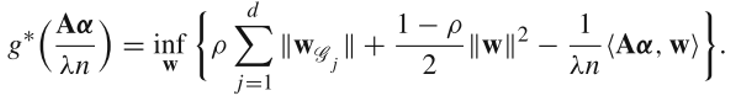 g*(Aα/λn) = inf_w { ρ ∑_{j=1}^{d} ‖w_{𝒢_j}‖ + (1 − ρ)/2 ‖w‖² − 1/(λn) ⟨Aα, w⟩ }.